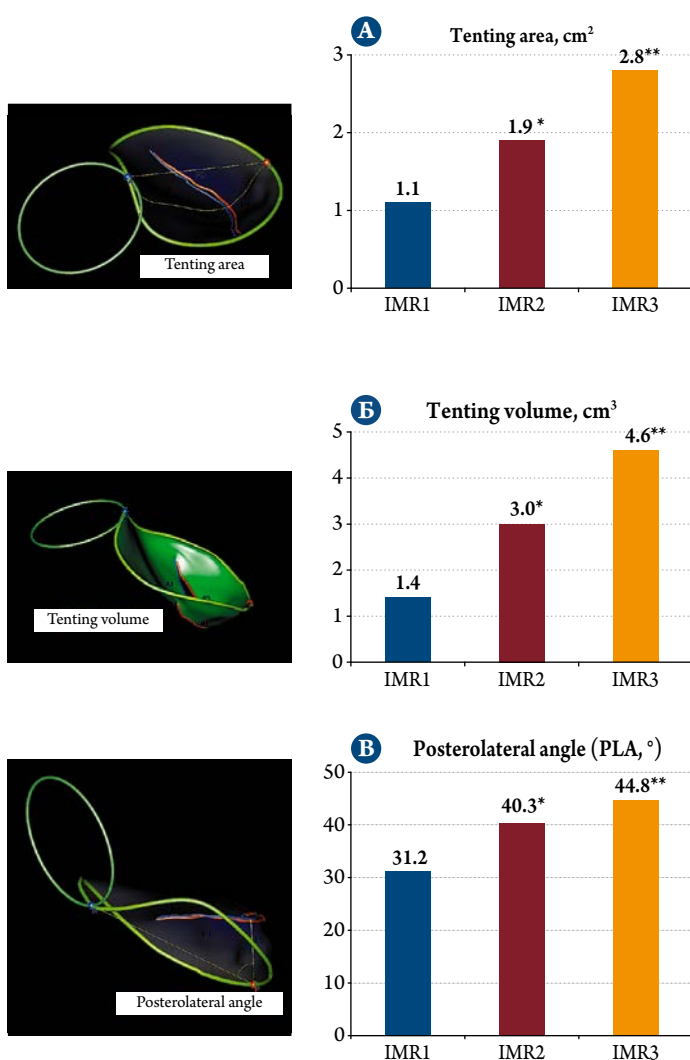 А
Tenting area, cm²
3
2.8**
2
1.9 *
1
1.1
0
IMR1
IMR2
IMR3
Tenting area
Б
Tenting volume, cm³
5
4.6**
4
3
3.0*
2
1.4
1
0
IMR1
IMR2
IMR3
Tenting volume
В
Posterolateral angle (PLA, °)
50
44.8**
40
40.3*
31.2
30
20
10
0
IMR1
IMR2
IMR3
Posterolateral angle